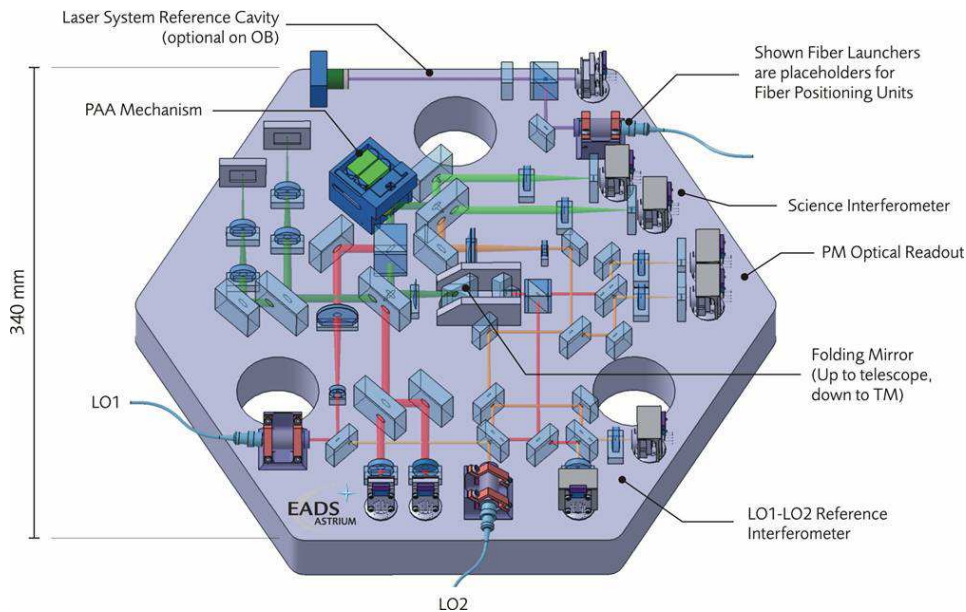 Laser System Reference Cavity
(optional on OB)
Shown Fiber Launchers
are placeholders for
Fiber Positioning Units
PAA Mechanism
Science Interferometer
PM Optical Readout
340 mm
Folding Mirror
(Up to telescope,
down to TM)
LO1
EADS
ASTRIUM
LO1-LO2 Reference
Interferometer
LO2